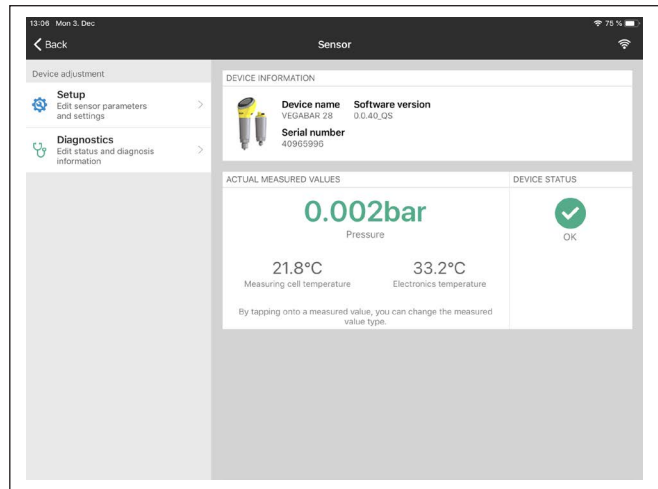 13:06 Mon 3. Dec
75 %
Back
Sensor
Device adjustment
Setup
Edit sensor parameters
and settings
Diagnostics
Edit status and diagnosis
information
DEVICE INFORMATION
Device name
VEGABAR 28
Software version
0.0.40_QS
Serial number
40965996
ACTUAL MEASURED VALUES
0.002bar
Pressure
21.8°C
Measuring cell temperature
33.2°C
Electronics temperature
By tapping onto a measured value, you can change the measured
value type.
DEVICE STATUS
OK